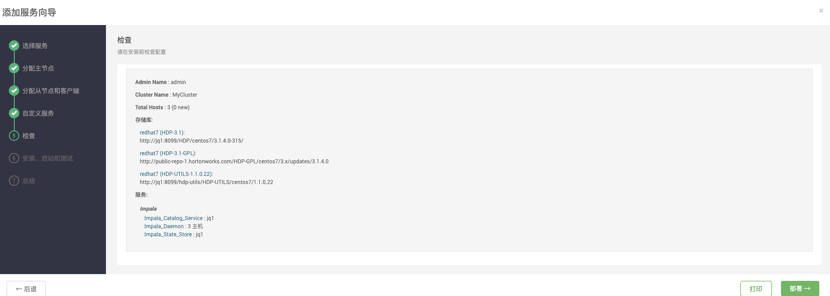 添加服务向导
×
选择服务
分配主节点
分配从节点和客户端
自定义服务
5 检查
6 安装、启动和测试
7 总结
检查
请在安装前检查配置
Admin Name : admin
Cluster Name : MyCluster
Total Hosts : 3 (0 new)
存储库:
redhat7 (HDP-3.1):
http://jq1:8099/HDP/centos7/3.1.4.0-315/
redhat7 (HDP-3.1-GPL):
http://public-repo-1.hortonworks.com/HDP-GPL/centos7/3.x/updates/3.1.4.0
redhat7 (HDP-UTILS-1.1.0.22):
http://jq1:8099/hdp-utils/HDP-UTILS/centos7/1.1.0.22
服务:
Impala
Impala_Catalog_Service : jq1
Impala_Daemon : 3 主机
Impala_State_Store : jq1
← 后退
打印
部署 →